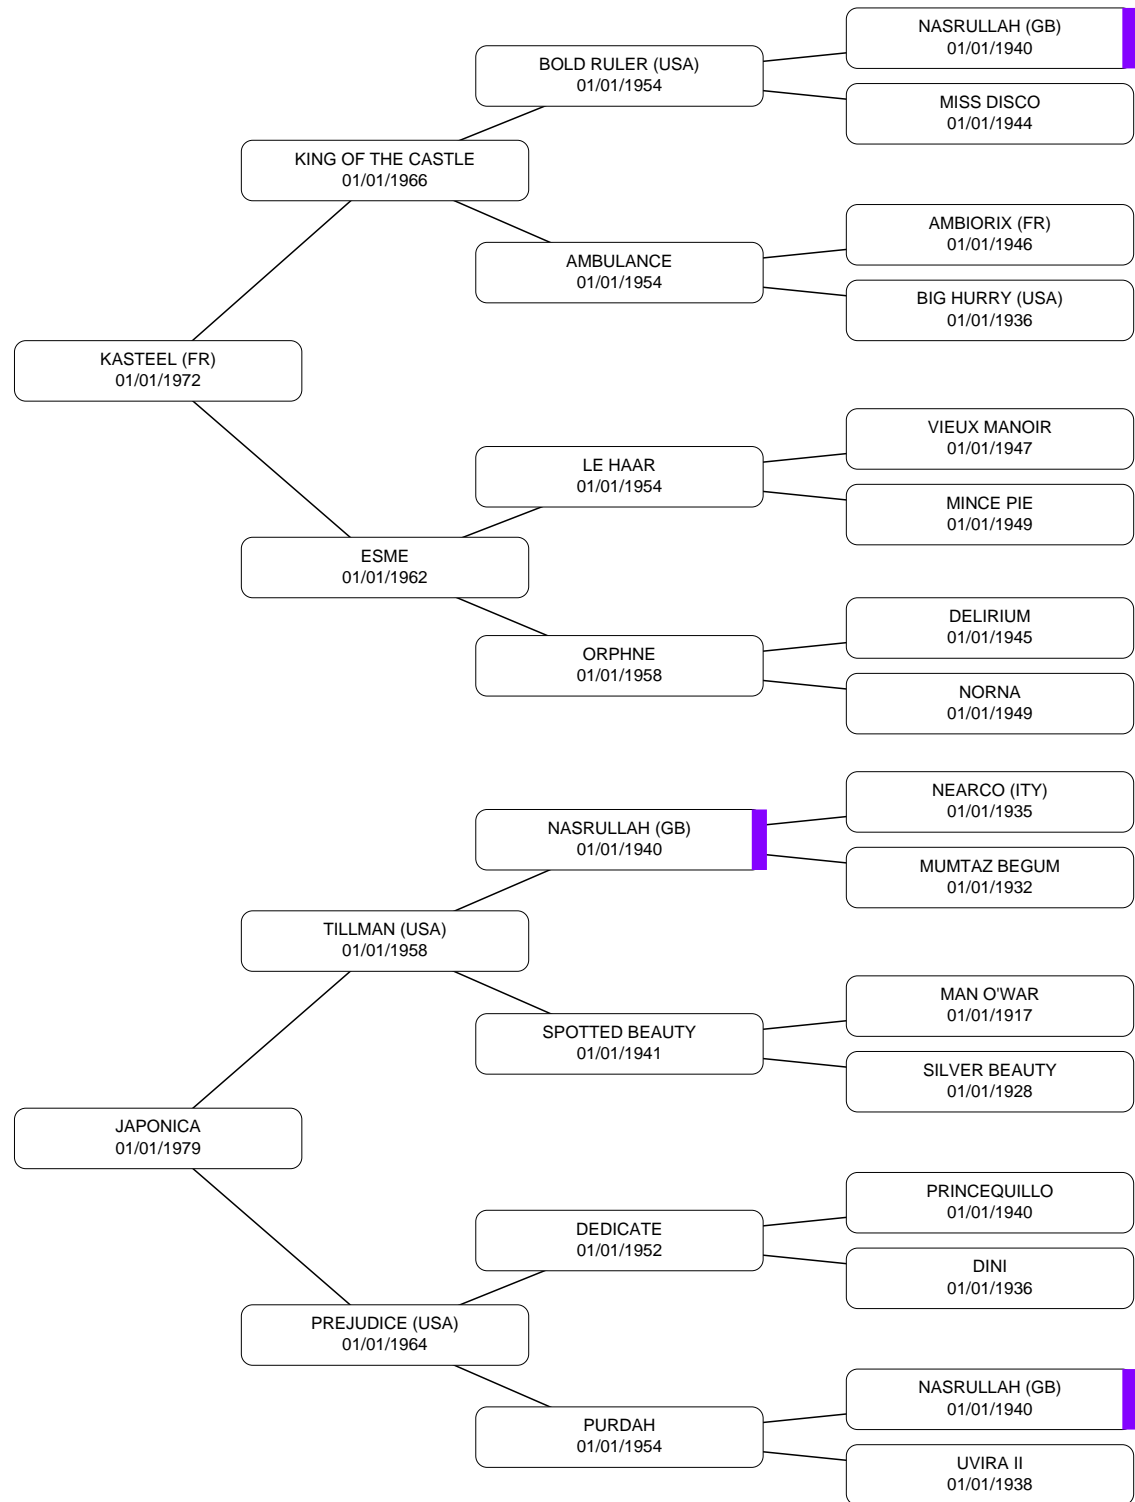 NASRULLAH (GB)
01/01/1940
BOLD RULER (USA)
01/01/1954
MISS DISCO
01/01/1944
KING OF THE CASTLE
01/01/1966
AMBIORIX (FR)
01/01/1946
AMBULANCE
01/01/1954
BIG HURRY (USA)
01/01/1936
KASTEEL (FR)
01/01/1972
VIEUX MANOIR
01/01/1947
LE HAAR
01/01/1954
MINCE PIE
01/01/1949
ESME
01/01/1962
DELIRIUM
01/01/1945
ORPHNE
01/01/1958
NORNA
01/01/1949
NEARCO (ITY)
01/01/1935
NASRULLAH (GB)
01/01/1940
MUMTAZ BEGUM
01/01/1932
TILLMAN (USA)
01/01/1958
MAN O'WAR
01/01/1917
SPOTTED BEAUTY
01/01/1941
SILVER BEAUTY
01/01/1928
JAPONICA
01/01/1979
PRINCEQUILLO
01/01/1940
DEDICATE
01/01/1952
DINI
01/01/1936
PREJUDICE (USA)
01/01/1964
NASRULLAH (GB)
01/01/1940
PURDAH
01/01/1954
UVIRA II
01/01/1938